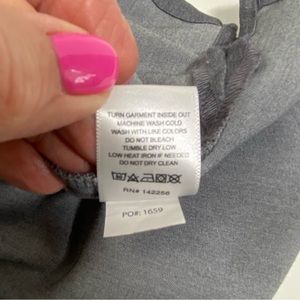 TURN GARMENT INSIDE OUT
MACHINE WASH COLD
WASH WITH LIKE COLORS
DO NOT BLEACH
TUMBLE DRY LOW
LOW HEAT IRON IF NEEDED
DO NOT DRY CLEAN
RN# 142256
PO#: 1659